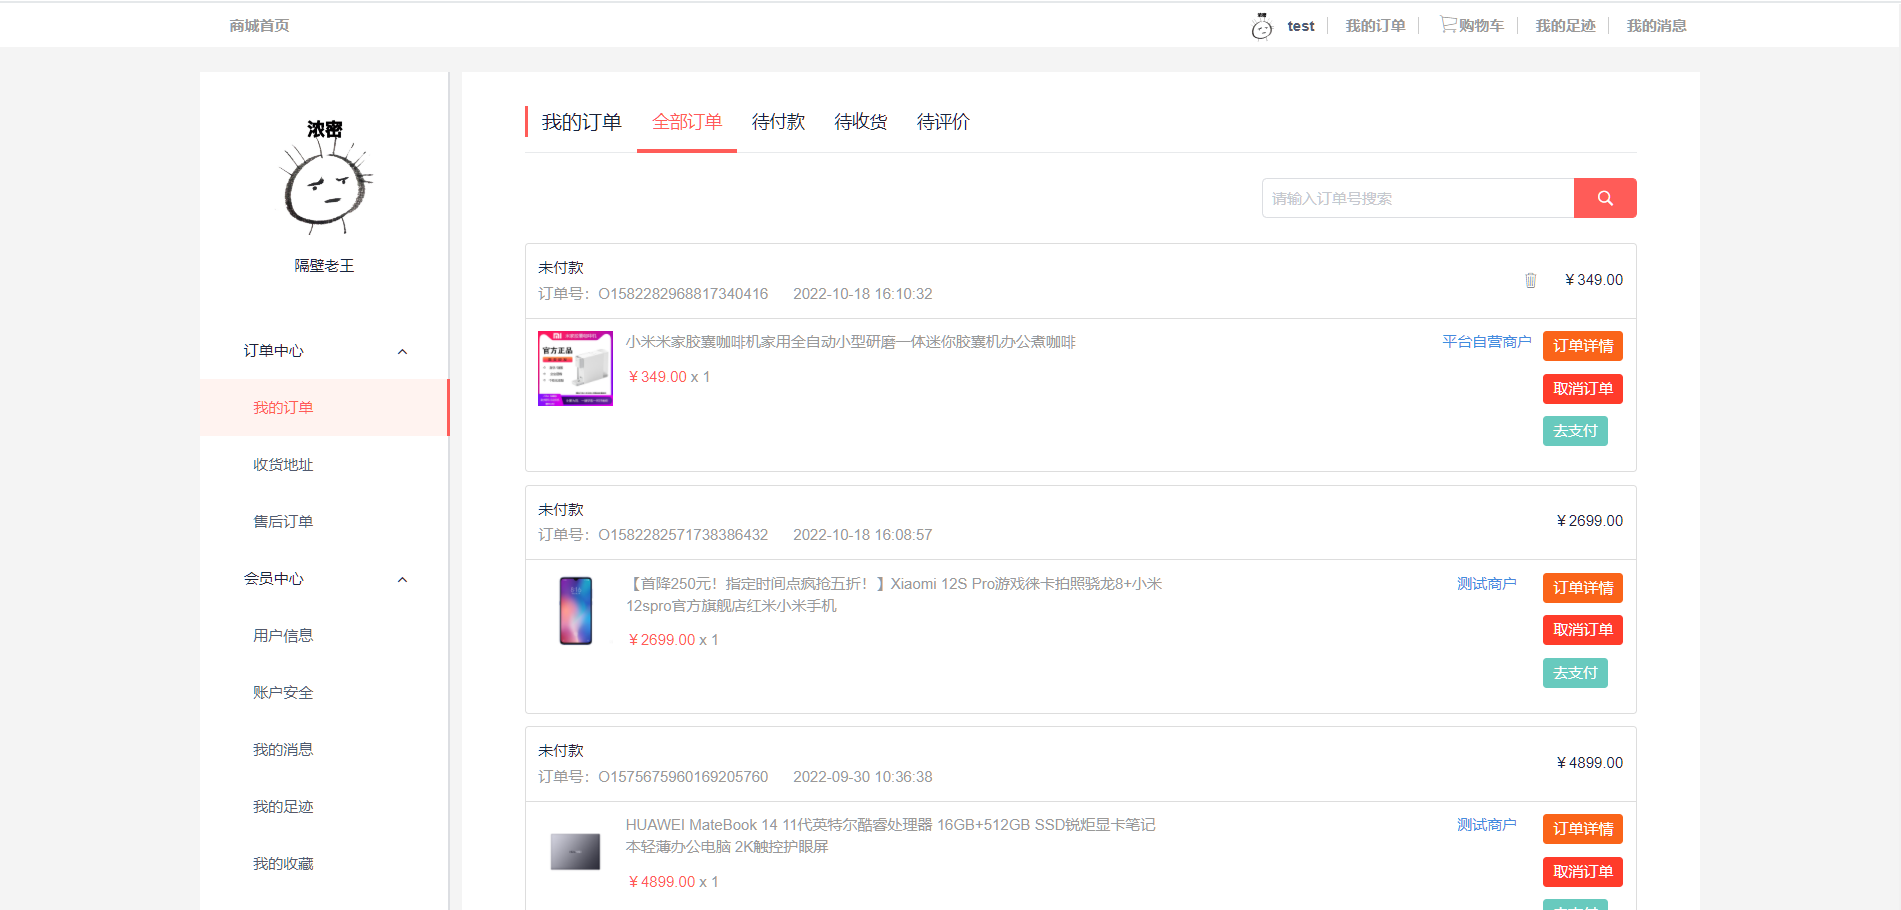 商城首页
test
我的订单
购物车
我的足迹
我的消息
浓密
隔壁老王
订单中心
我的订单
收货地址
售后订单
会员中心
用户信息
账户安全
我的消息
我的足迹
我的收藏
我的订单 全部订单 待付款 待收货 待评价
请输入订单号搜索
未付款
订单号：O1582282968817340416 2022-10-18 16:10:32
￥349.00
官方正品
小米米家胶囊咖啡机家用全自动小型研磨一体迷你胶囊机办公煮咖啡
￥349.00 x 1
平台自营商户
订单详情
取消订单
去支付
未付款
订单号：O1582282571738386432 2022-10-18 16:08:57
￥2699.00
【首降250元！指定时间点疯抢五折！】Xiaomi 12S Pro游戏徕卡拍照骁龙8+小米
12spro官方旗舰店红米小米手机
￥2699.00 x 1
测试商户
订单详情
取消订单
去支付
未付款
订单号：O1575675960169205760 2022-09-30 10:36:38
￥4899.00
HUAWEI MateBook 14 11代英特尔酷睿处理器 16GB+512GB SSD锐炬显卡笔记
本轻薄办公电脑 2K触控护眼屏
￥4899.00 x 1
测试商户
订单详情
取消订单